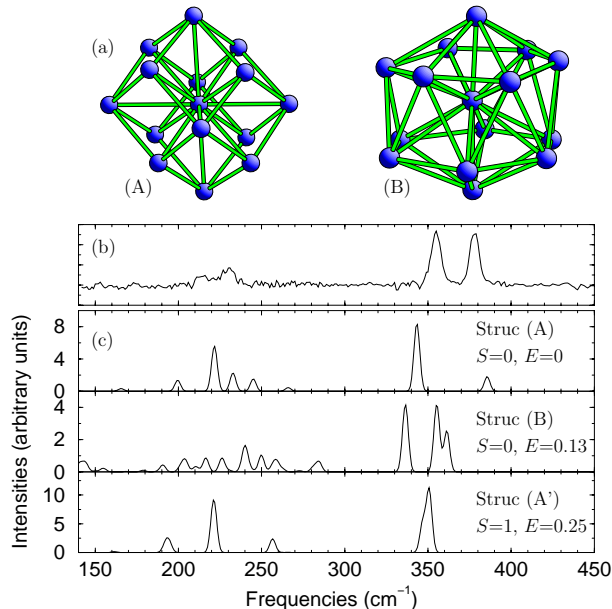 (a)
(A)
(B)
(b)
(c)
8
4
0
Struc (A)
S=0, E=0
4
2
0
Struc (B)
S=0, E=0.13
10
5
0
Struc (A')
S=1, E=0.25
Intensities (arbitrary units)
150 200 250 300 350 400 450
Frequencies (cm⁻¹)